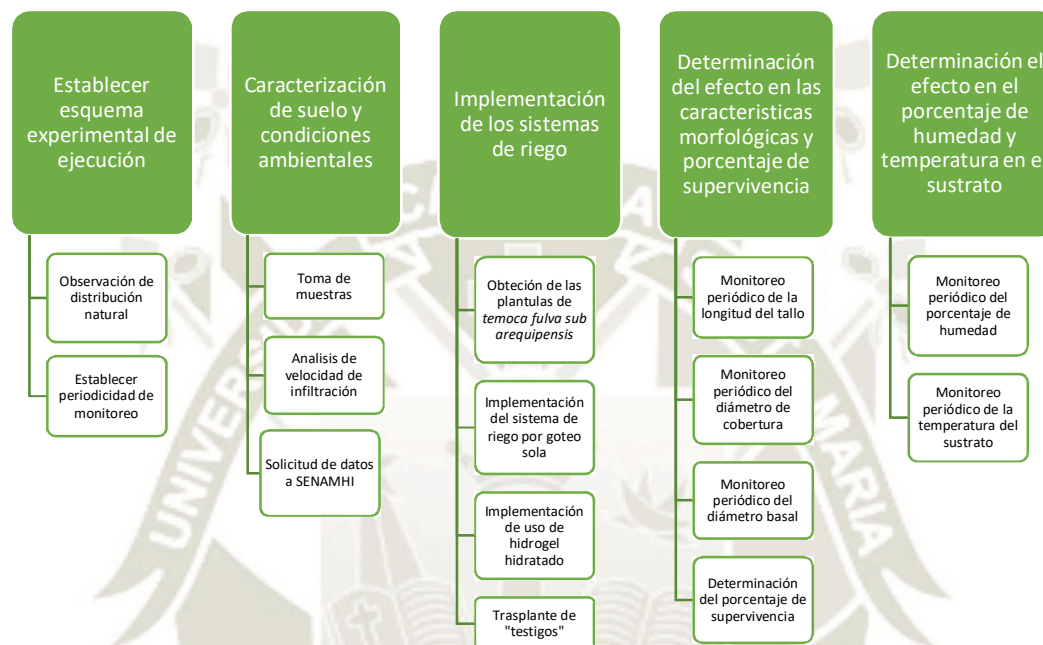 Establecer
esquema
experimental de
ejecución
Observación de
distribución
natural
Establecer
periodicidad de
monitoreo
Caracterización
de suelo y
condiciones
ambientales
Toma de
muestras
Analisis de
velocidad de
infiltración
Solicitud de datos
a SENAMHI
Implementación
de los sistemas
de riego
Obteción de las
plantulas de
temoca fulva sub
arequipensis
Implementación
del sistema de
riego por goteo
sola
Implementación
de uso de
hidrogel
hidratado
Trasplante de
"testigos"
Determinación
del efecto en las
caracteristicas
morfológicas y
porcentaje de
supervivencia
Monitoreo
periódico de la
longitud del tallo
Monitoreo
periódico del
diámetro de
cobertura
Monitoreo
periódico del
diámetro basal
Determinación
del porcentaje de
supervivencia
Determinación el
efecto en el
porcentaje de
humedad y
temperatura en e
sustrato
Monitoreo
periódico del
porcentaje de
humedad
Monitoreo
periódico de la
temperatura del
sustrato
MARIA